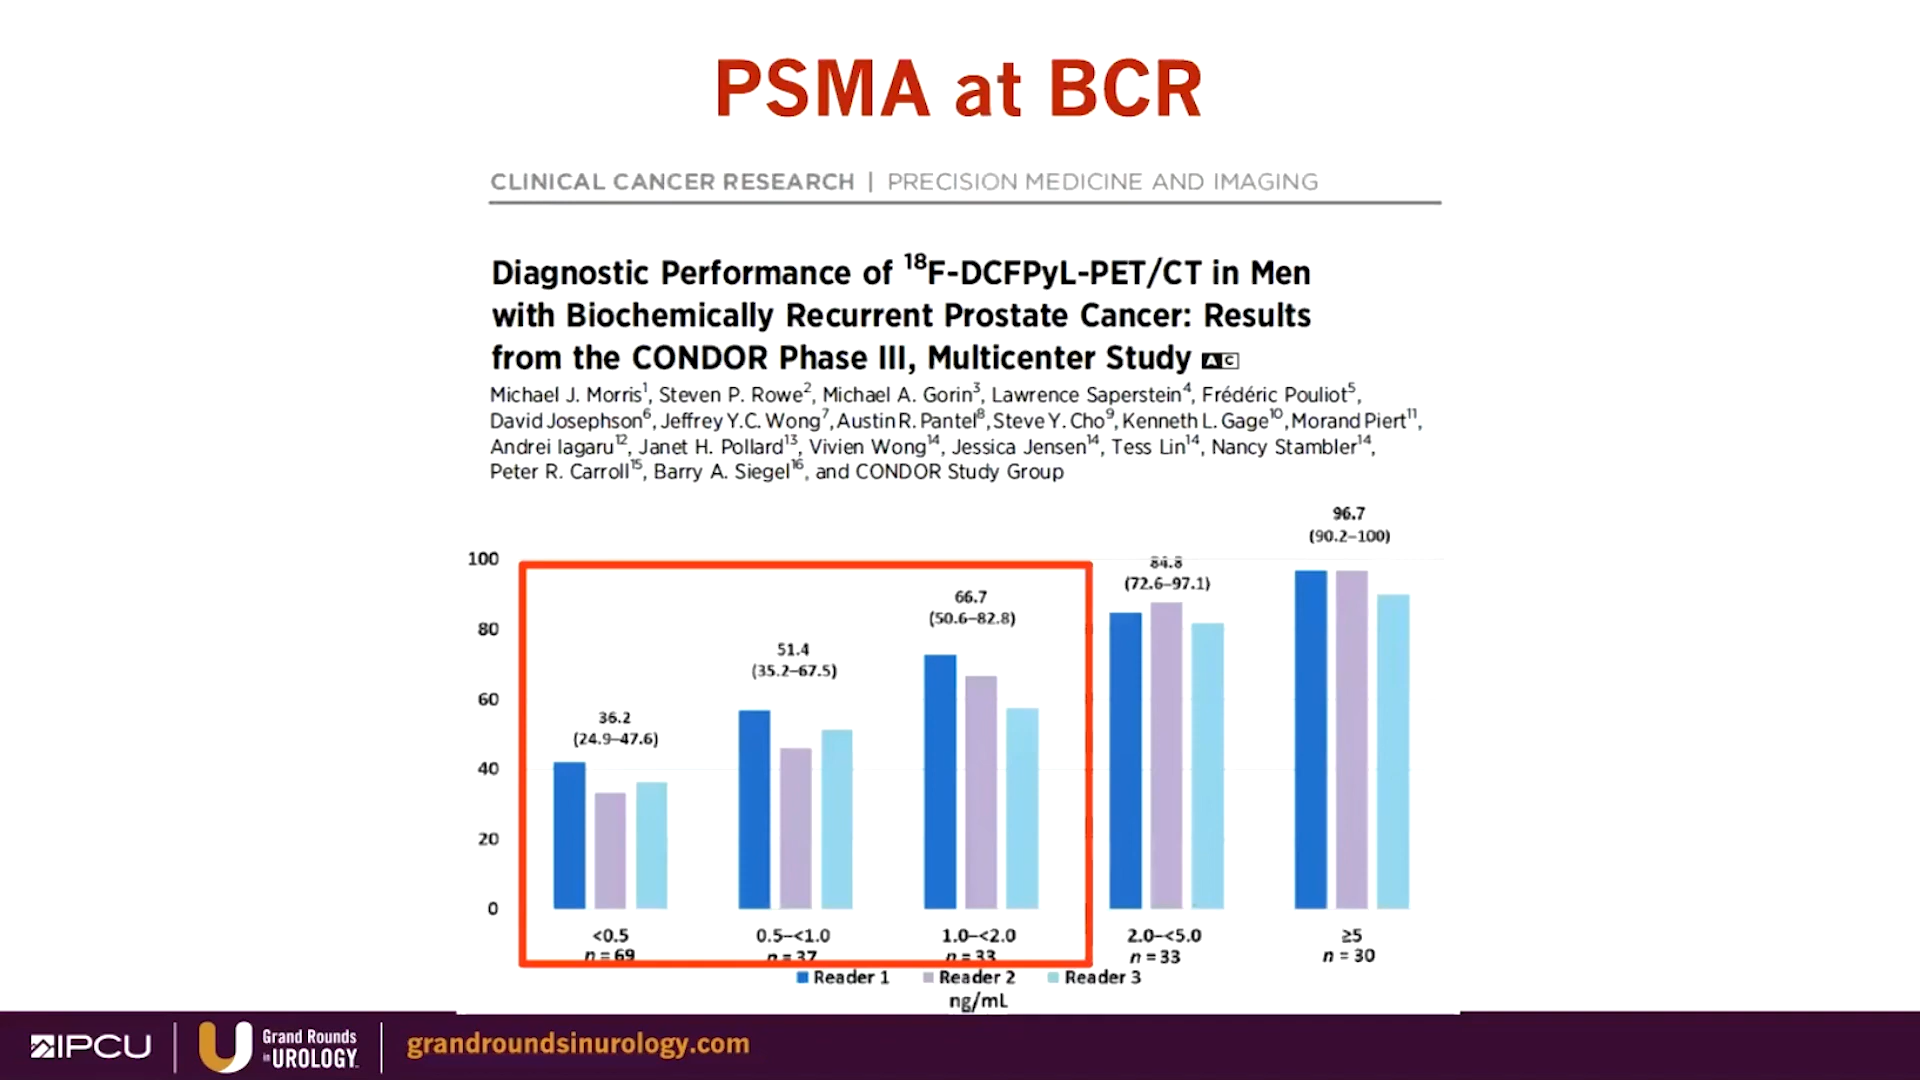 PSMA at BCR
CLINICAL CANCER RESEARCH | PRECISION MEDICINE AND IMAGING
Diagnostic Performance of ¹⁸F-DCFPyL-PET/CT in Men
with Biochemically Recurrent Prostate Cancer: Results
from the CONDOR Phase III, Multicenter Study AC
Michael J. Morris¹, Steven P. Rowe², Michael A. Gorin³, Lawrence Saperstein⁴, Frédéric Pouliot⁵,
David Josephson⁶, Jeffrey Y.C. Wong⁷, Austin R. Pantel⁸, Steve Y. Cho⁹, Kenneth L. Gage¹⁰, Morand Piert¹¹,
Andrei Iagaru¹², Janet H. Pollard¹³, Vivien Wong¹⁴, Jessica Jensen¹⁴, Tess Lin¹⁴, Nancy Stambler¹⁴,
Peter R. Carroll¹⁵, Barry A. Siegel¹⁶, and CONDOR Study Group
96.7
(90.2–100)
84.8
(72.6–97.1)
66.7
(50.6–82.8)
51.4
(35.2–67.5)
36.2
(24.9–47.6)
100
80
60
40
20
0
<0.5 0.5–<1.0 1.0–<2.0 2.0–<5.0 ≥5
n = 69 n = 37 n = 33 n = 33 n = 30
Reader 1 Reader 2 Reader 3
ng/mL
IPCU
Grand Rounds
in UROLOGY
grandroundsinurology.com